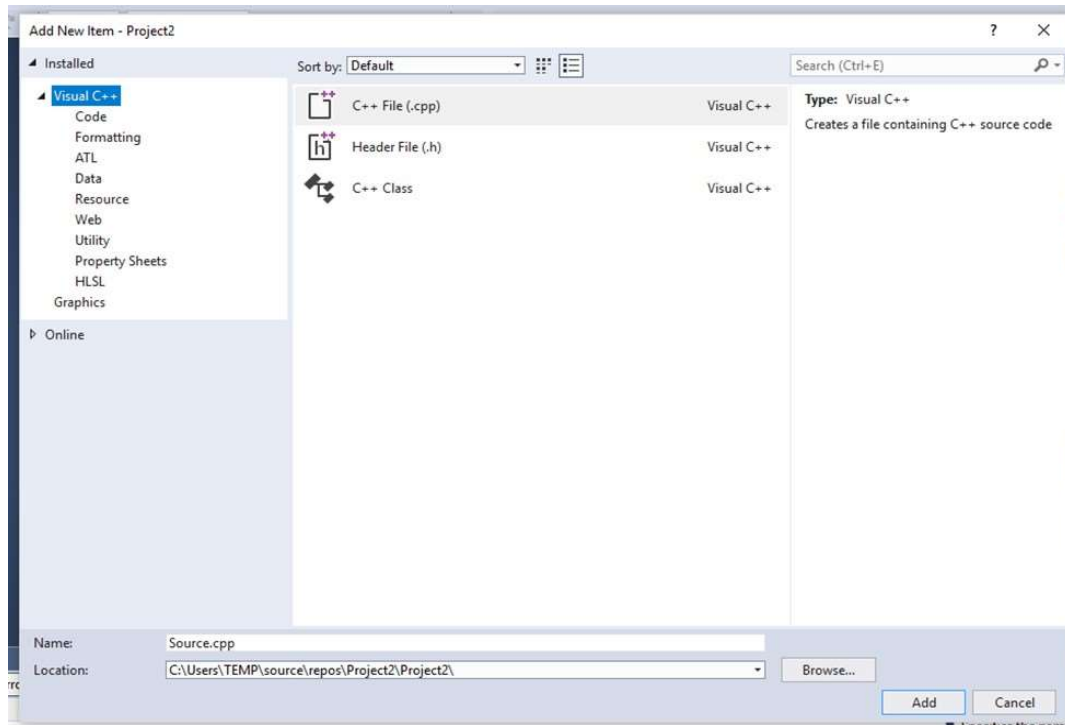 Add New Item - Project2
? ×
Installed
Sort by: Default
Search (Ctrl+E)
Visual C++
Code
Formatting
ATL
Data
Resource
Web
Utility
Property Sheets
HLSL
Graphics
Online
C++ File (.cpp) Visual C++
Header File (.h) Visual C++
C++ Class Visual C++
Type: Visual C++
Creates a file containing C++ source code
Name: Source.cpp
Location: C:\Users\TEMP\source\repos\Project2\Project2\
Browse...
Add Cancel